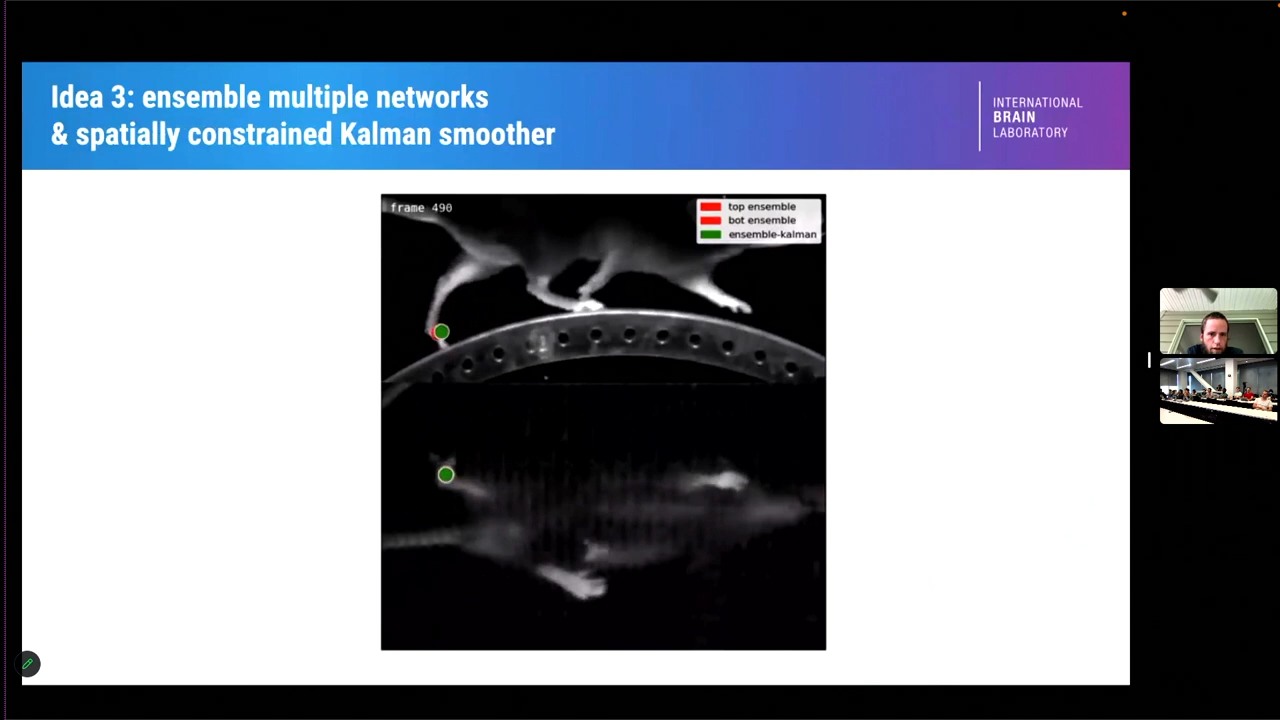 Idea 3: ensemble multiple networks
& spatially constrained Kalman smoother
INTERNATIONAL
BRAIN
LABORATORY
frame 490
top ensemble
bot ensemble
ensemble-kalman